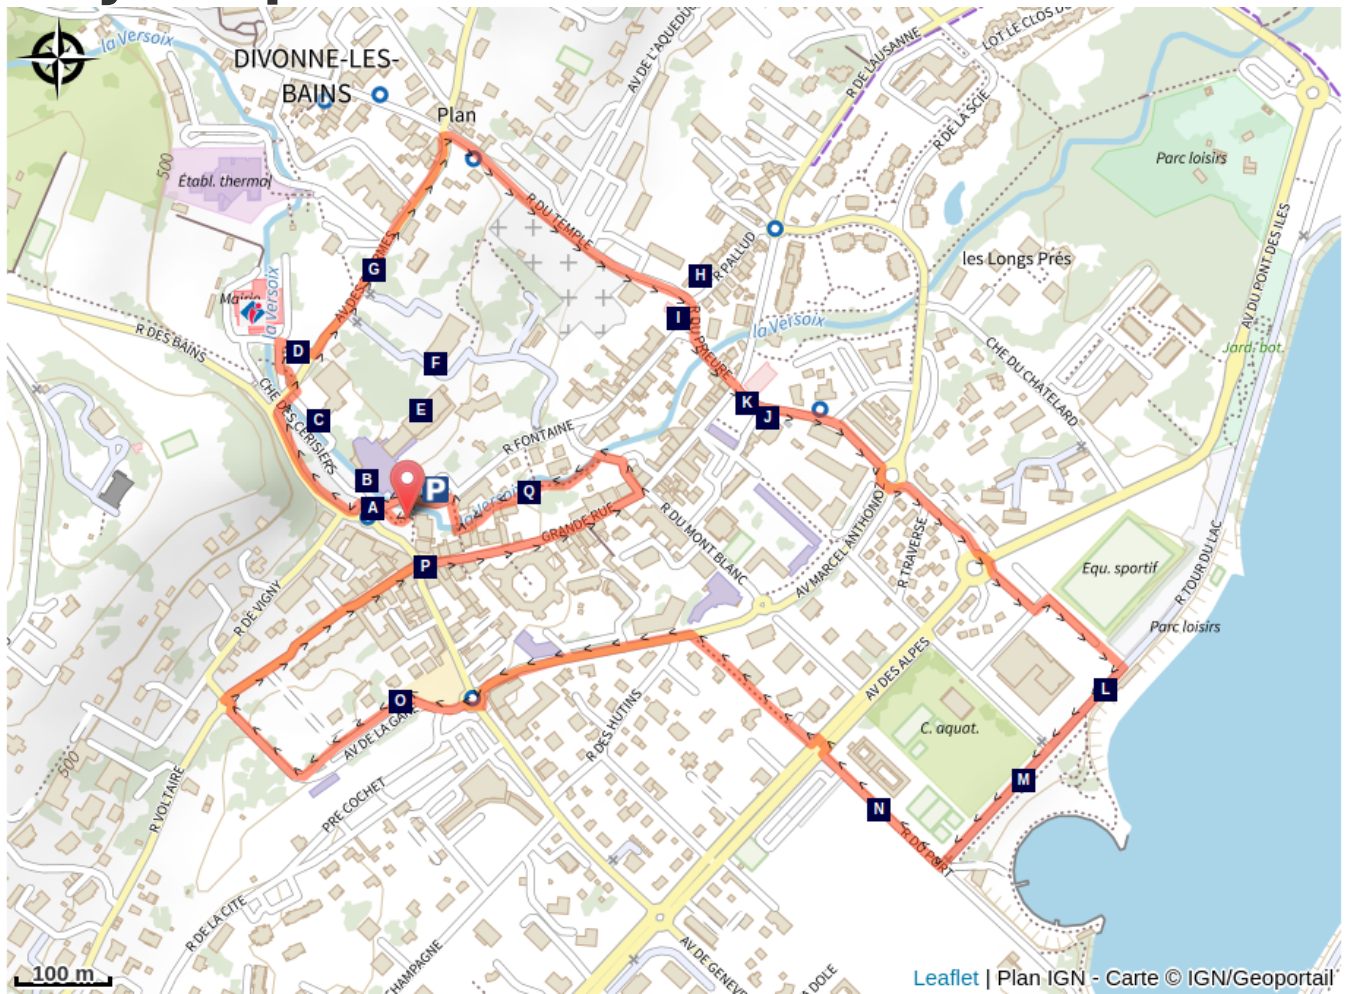 la Versoix
DIVONNE-LES-
BAINS
Plan
AV DE L'AQUEDUC
R DE LAUSANNE
LOT LE CLOS DU
R DE LA SCIE
Parc loisirs
500
Établ. thermal
R DU TEMPLE
R PALLUD
les Longs Prés
AV DU PONT DES ILES
G
H
I
Mairie
la Versoix
AV DES THERMES
R DU PRIEURE
la Versoix
R DES BAINS
D
F
CHE DU CHATELARD
Jard. bot.
CHE DES CERISIERS
C
E
K
J
R FONTAINE
B
P
Q
la Versoix
A
GRANDE RUE
R DU MONT BLANC
AV MARCEL ANTHONIOZ
R TRAVERSE
R TOUR DU LAC
Equ. sportif
P
R DE VIGNY
Parc loisirs
AV DES ALPES
L
O
AV DE LA GARE
R DES HUTINS
C. aquat.
500
R VOLTAIRE
PRE COCHET
M
N
R DU PORT
R DE LA CITE
CHAMPAGNE
AV DE GENEV
A DOLE
100 m
Leaflet | Plan IGN - Carte © IGN/Geoportail